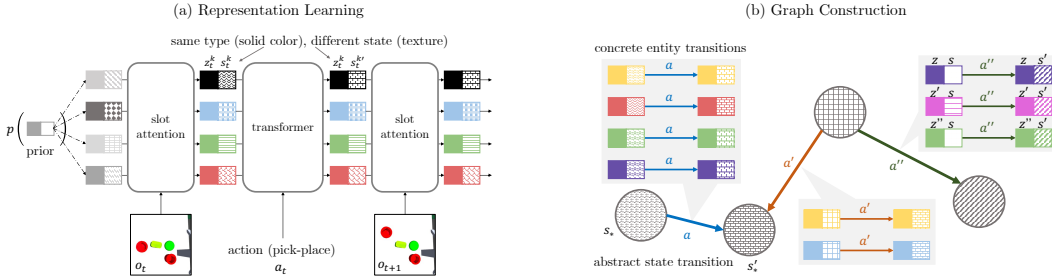 (a) Representation Learning
same type (solid color), different state (texture)
z_t^k s_t^k
z_t^k s_t^k′
p( )
prior
slot
attention
transformer
slot
attention
action (pick-place)
a_t
o_t
o_{t+1}
(b) Graph Construction
concrete entity transitions
a
a
a
a
s_*
a
s′_*
abstract state transition
a′
a′
a′
a′′
z s a′′ z s′
z′ s a′′ z′ s′
z′′ s a′′ z′′ s′